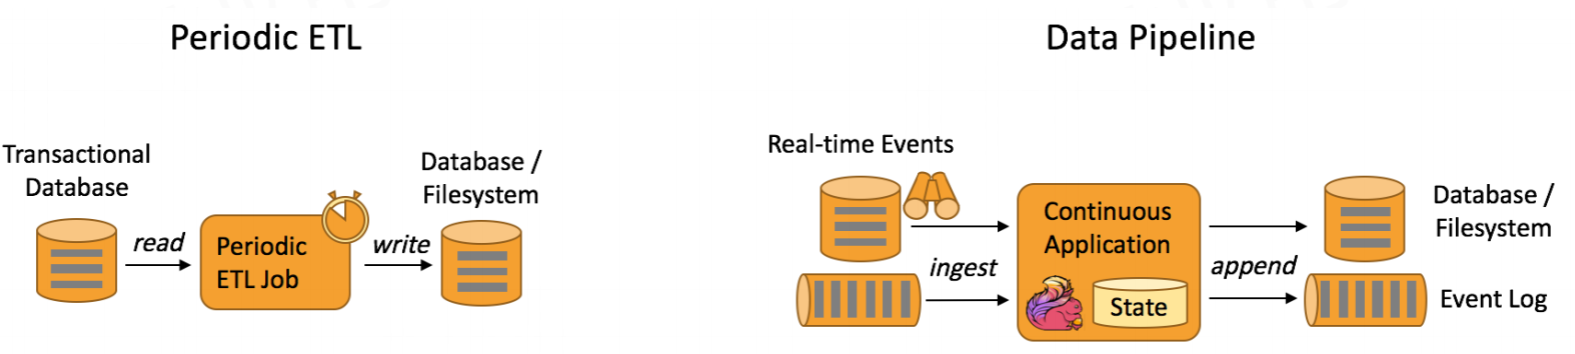 Periodic ETL
Transactional
Database
read
Periodic
ETL Job
write
Database /
Filesystem
Data Pipeline
Real-time Events
ingest
Continuous
Application
State
append
Database /
Filesystem
Event Log